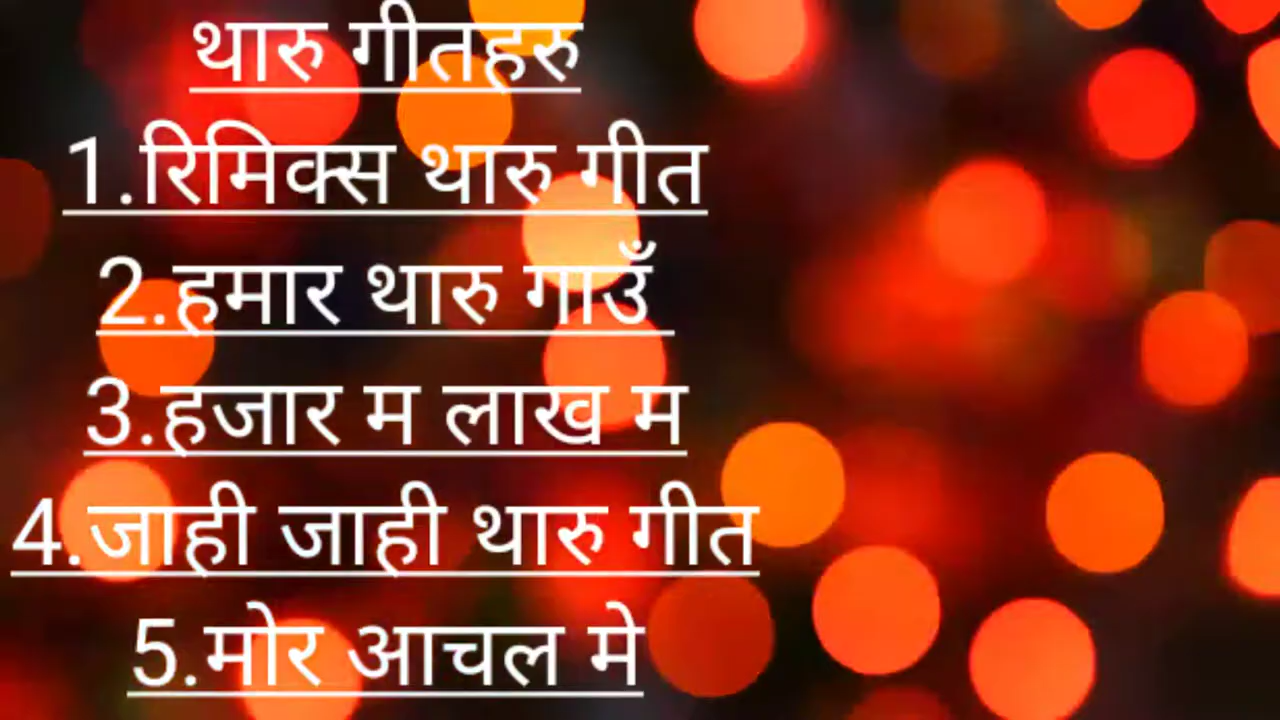 थारु गीतहरु
1.रिमिक्स थारु गीत
2.हमार थारु गाउँ
3.हजार म लाख म
4.जाही जाही थारु गीत
5.मोर आचल मे